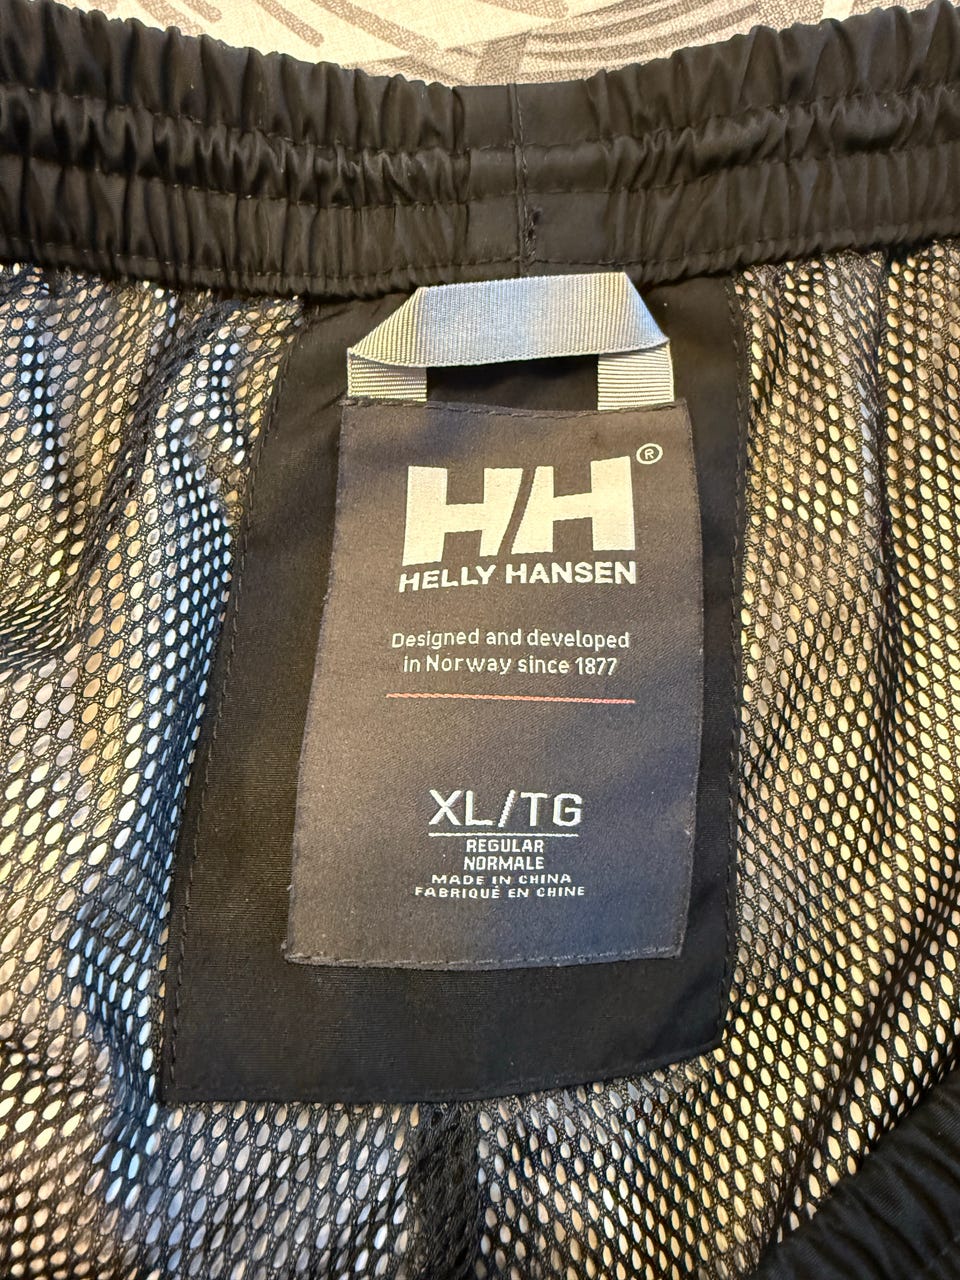 HH®
HELLY HANSEN
Designed and developed
in Norway since 1877
XL/TG
REGULAR
NORMALE
MADE IN CHINA
FABRIQUÉ EN CHINE